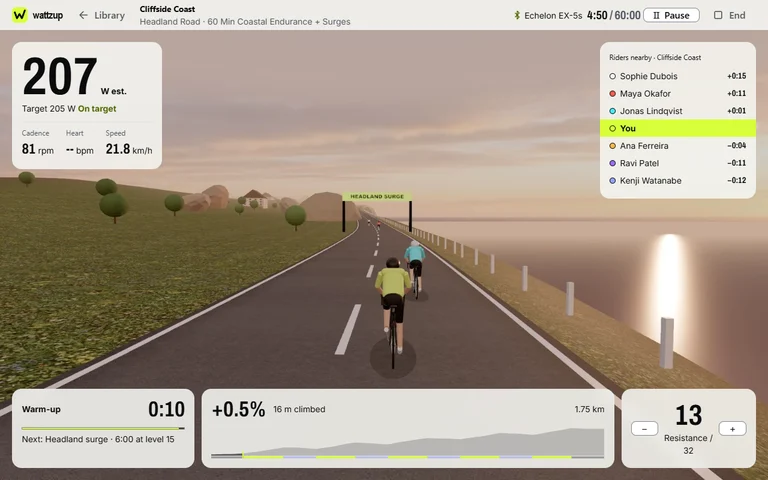 wattzup
Library
Cliffside Coast
Headland Road · 60 Min Coastal Endurance + Surges
Echelon EX-5s 4:50 / 60:00
Pause
End
207 W est.
Target 205 W On target
Cadence Heart Speed
81 rpm -- bpm 21.8 km/h
Riders nearby · Cliffside Coast
Sophie Dubois +0:15
Maya Okafor +0:11
Jonas Lindqvist +0:01
You
Ana Ferreira −0:04
Ravi Patel −0:11
Kenji Watanabe −0:12
HEADLAND SURGE
Warm-up 0:10
Next: Headland surge · 6:00 at level 15
+0.5% 16 m climbed 1.75 km
− 13 +
Resistance /
32